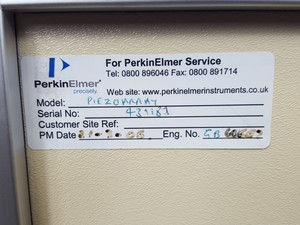 For PerkinElmer Service
Tel: 0800 896046 Fax: 0800 891714
PerkinElmer®
precisely
Web site: www.perkinelmerinstruments.co.uk
Model: PIEZOARRAY
Serial No:
Customer Site Ref:
PM Date Eng. No.